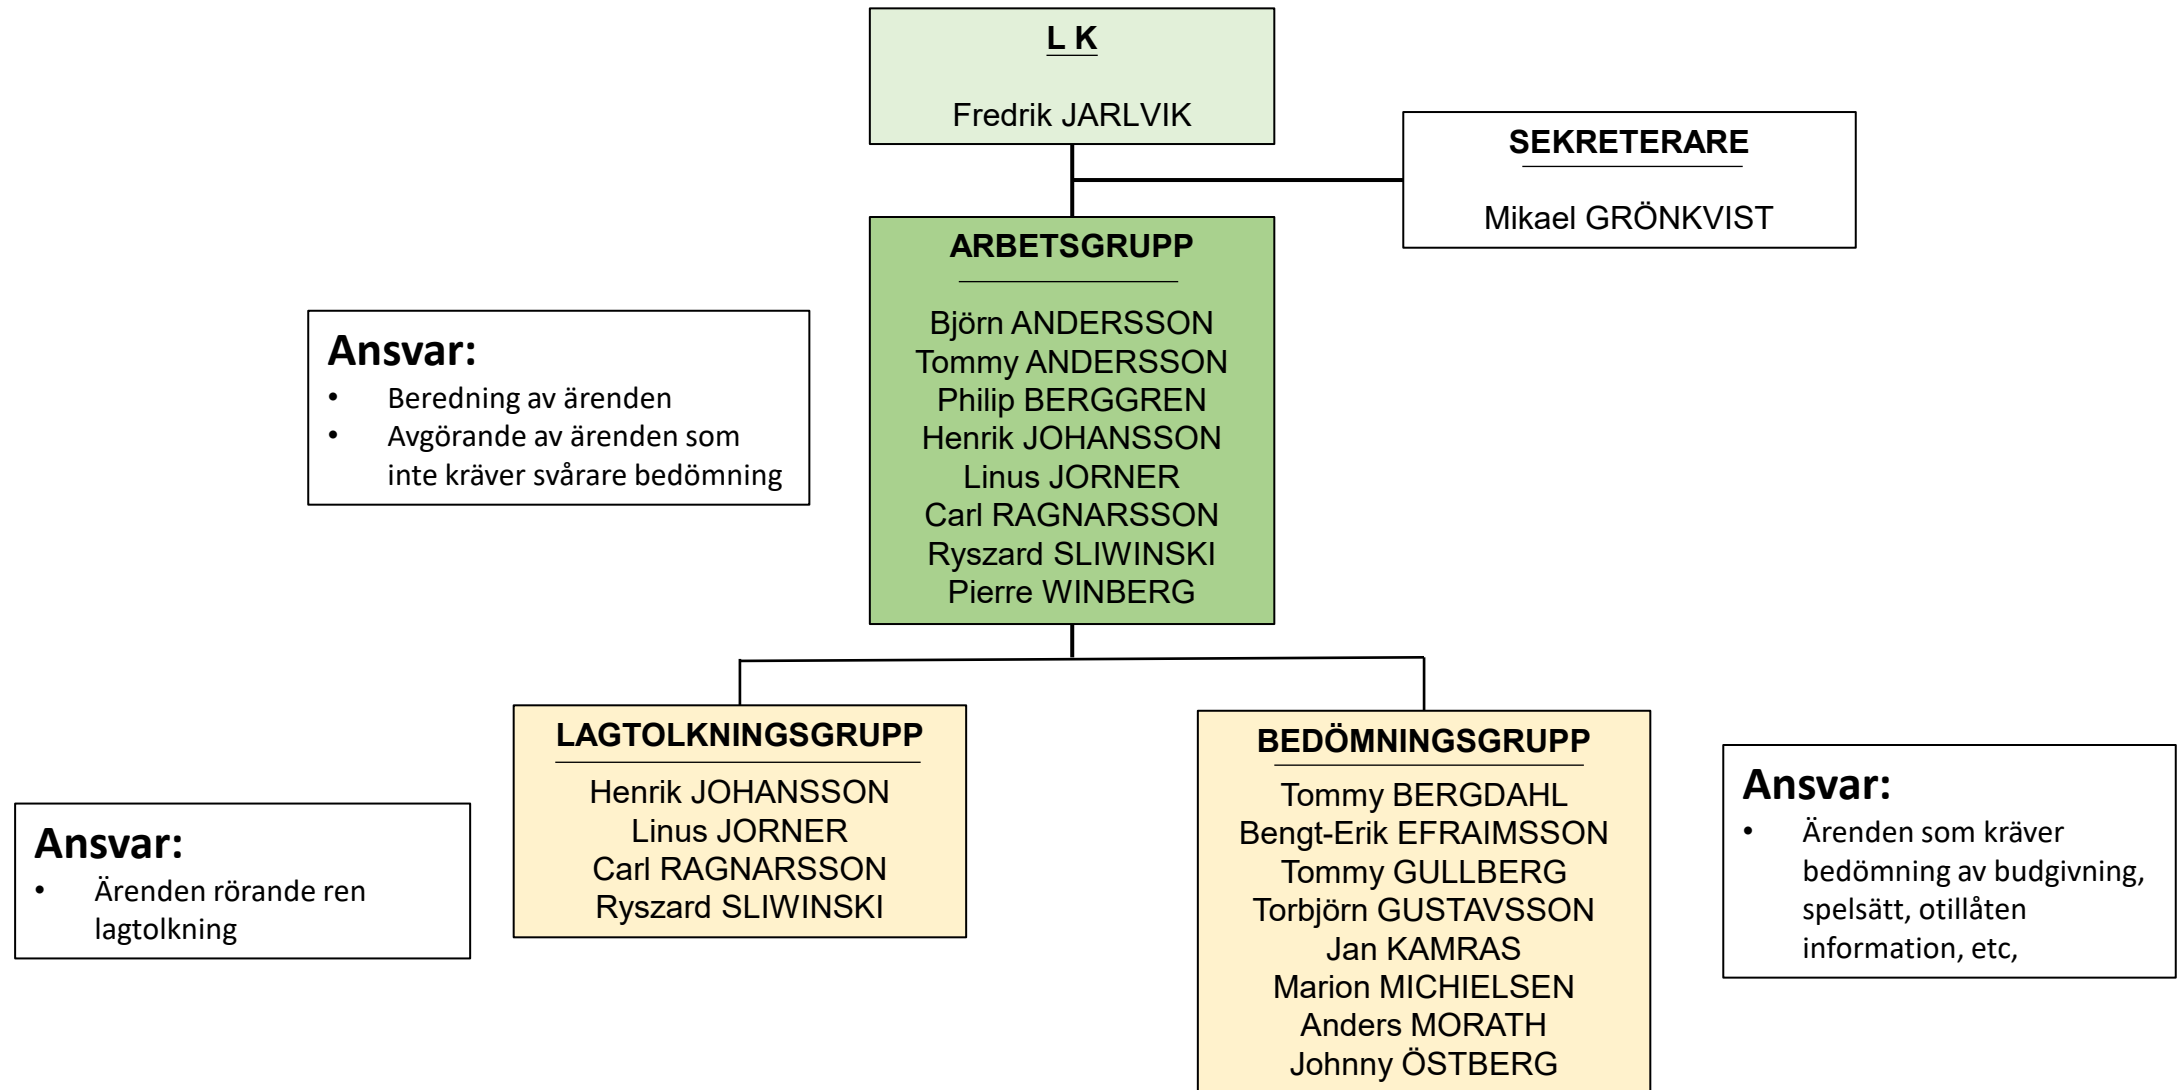 L K
Fredrik JARLVIK
SEKRETERARE
Mikael GRÖNKVIST
ARBETSGRUPP
Björn ANDERSSON
Tommy ANDERSSON
Philip BERGGREN
Henrik JOHANSSON
Linus JORNER
Carl RAGNARSSON
Ryszard SLIWINSKI
Pierre WINBERG
Ansvar:
• Beredning av ärenden
• Avgörande av ärenden som
inte kräver svårare bedömning
LAGTOLKNINGSGRUPP
Henrik JOHANSSON
Linus JORNER
Carl RAGNARSSON
Ryszard SLIWINSKI
Ansvar:
• Ärenden rörande ren
lagtolkning
BEDÖMNINGSGRUPP
Tommy BERGDAHL
Bengt-Erik EFRAIMSSON
Tommy GULLBERG
Torbjörn GUSTAVSSON
Jan KAMRAS
Marion MICHIELSEN
Anders MORATH
Johnny ÖSTBERG
Ansvar:
• Ärenden som kräver
bedömning av budgivning,
spelsätt, otillåten
information, etc,